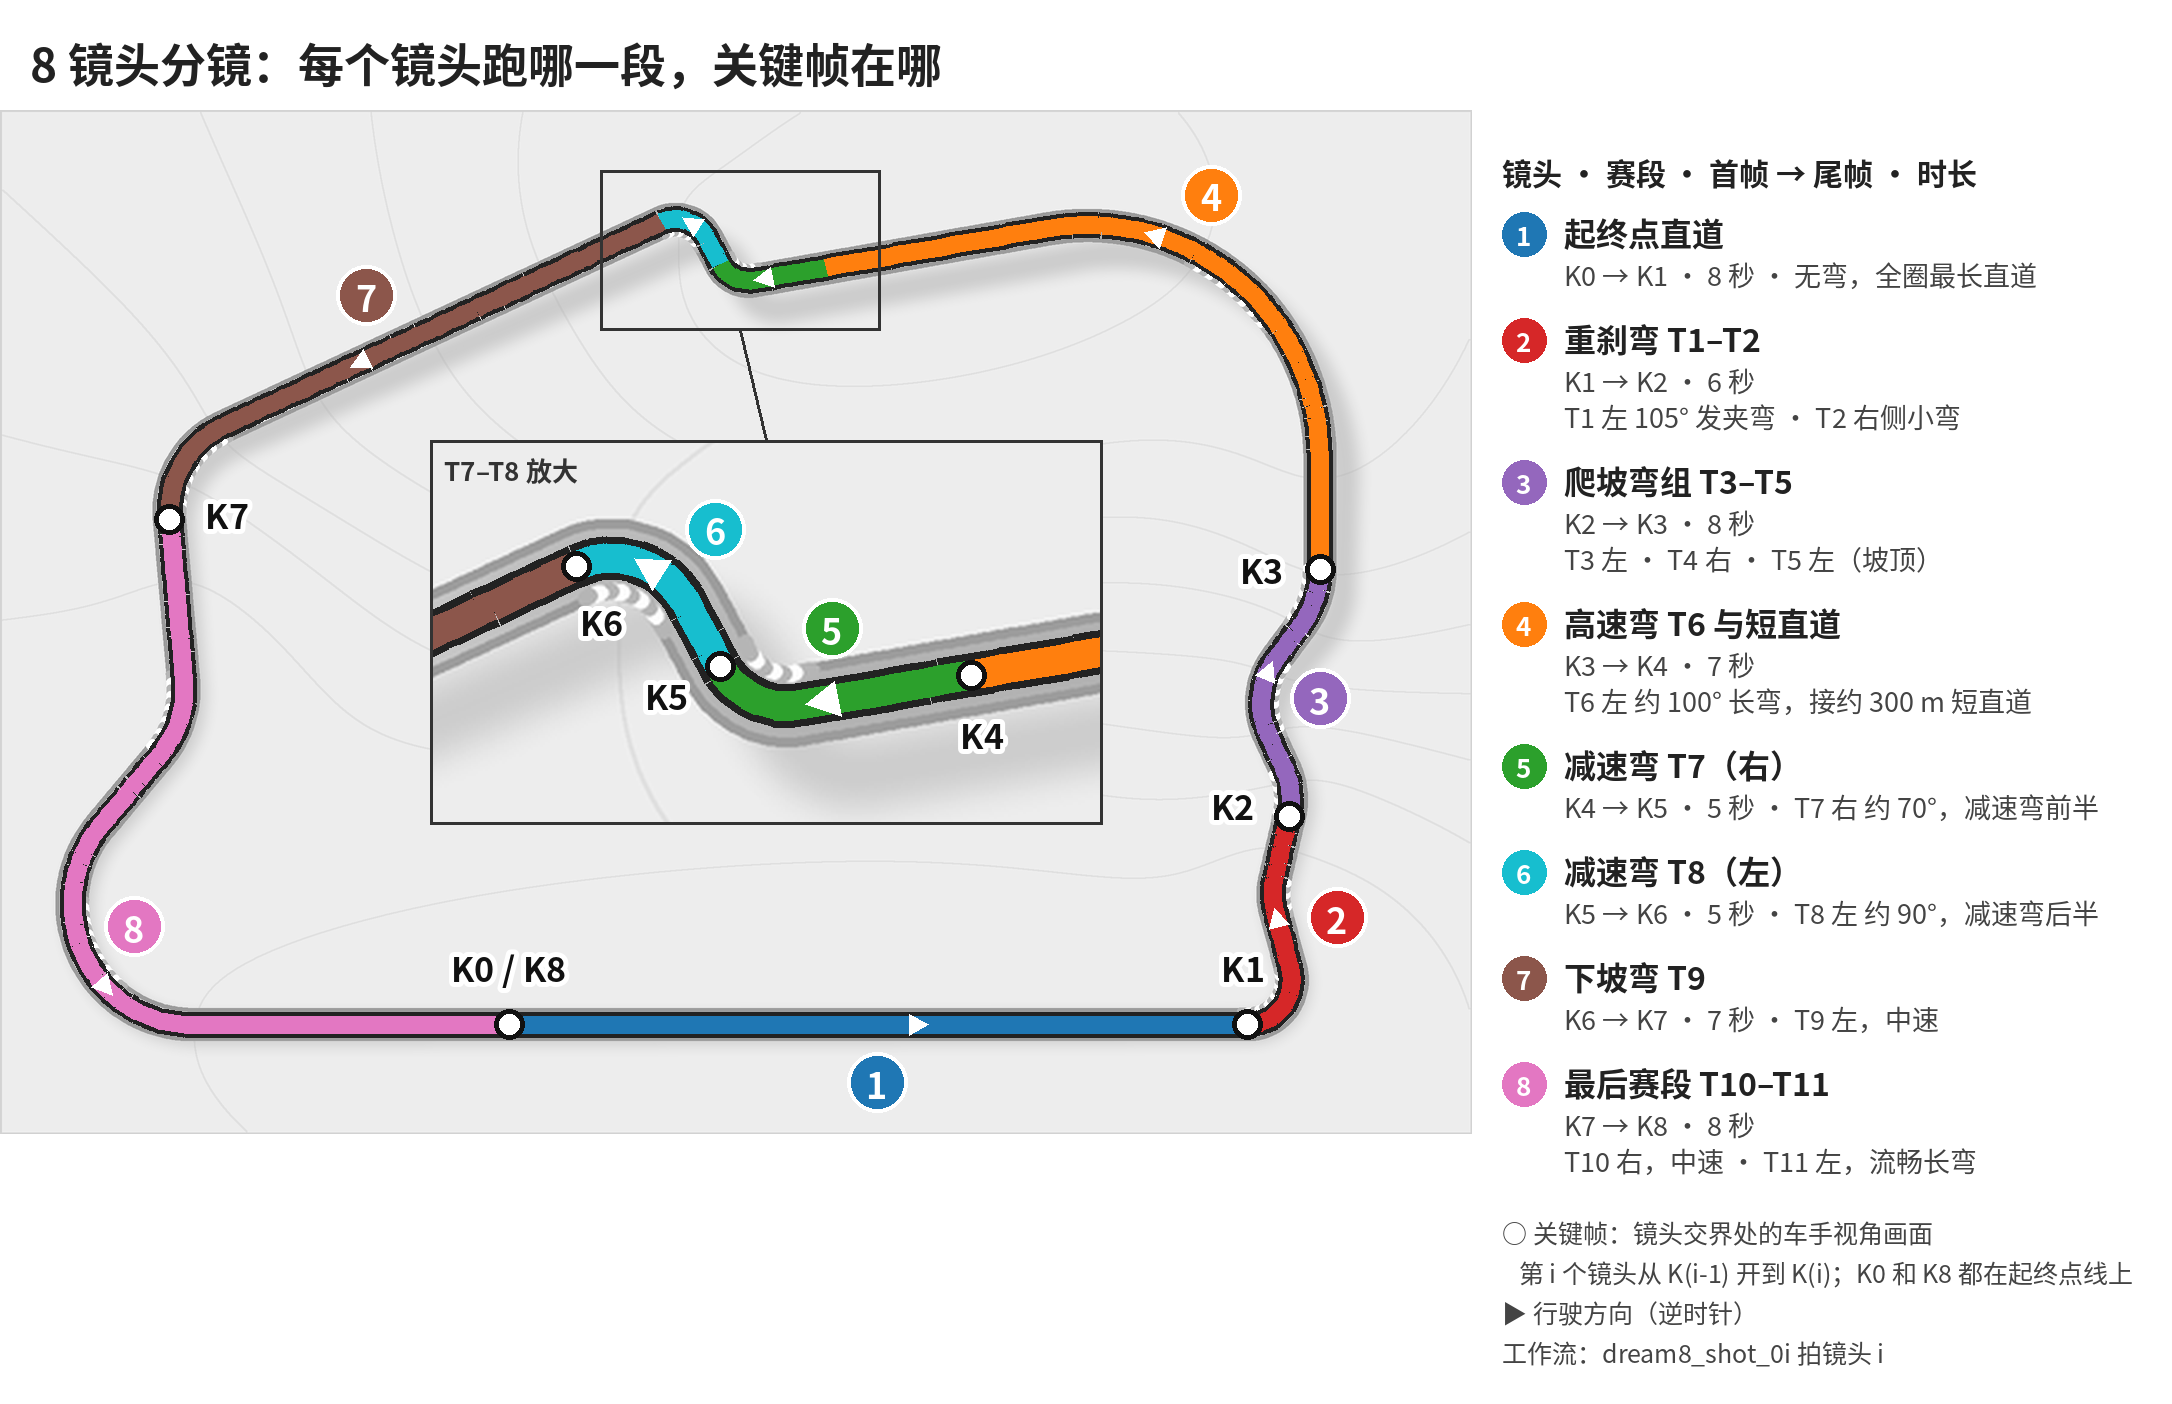 8 镜头分镜：每个镜头跑哪一段，关键帧在哪
4
7
T7–T8 放大
6
5
K6
K5
K4
K7
K3
3
K2
2
8
K0 / K8
K1
1
镜头 · 赛段 · 首帧 → 尾帧 · 时长
1 起终点直道
K0 → K1 · 8 秒 · 无弯，全圈最长直道
2 重刹弯 T1–T2
K1 → K2 · 6 秒
T1 左 105° 发夹弯 · T2 右侧小弯
3 爬坡弯组 T3–T5
K2 → K3 · 8 秒
T3 左 · T4 右 · T5 左（坡顶）
4 高速弯 T6 与短直道
K3 → K4 · 7 秒
T6 左 约 100° 长弯，接约 300 m 短直道
5 减速弯 T7（右）
K4 → K5 · 5 秒 · T7 右 约 70°，减速弯前半
6 减速弯 T8（左）
K5 → K6 · 5 秒 · T8 左 约 90°，减速弯后半
7 下坡弯 T9
K6 → K7 · 7 秒 · T9 左，中速
8 最后赛段 T10–T11
K7 → K8 · 8 秒
T10 右，中速 · T11 左，流畅长弯
○ 关键帧：镜头交界处的车手视角画面
第 i 个镜头从 K(i-1) 开到 K(i)；K0 和 K8 都在起终点线上
▶ 行驶方向（逆时针）
工作流：dream8_shot_0i 拍镜头 i